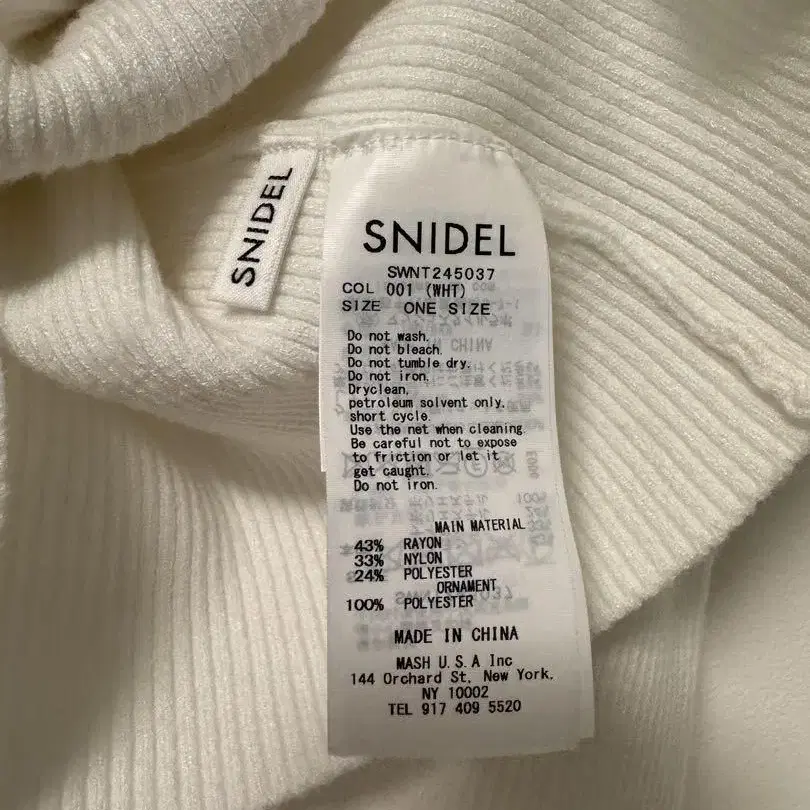 SNIDEL
SNIDEL
SWNT245037
COL 001 (WHT)
SIZE ONE SIZE
Do not wash.
Do not bleach.
Do not tumble dry.
Do not iron.
Dryclean,
petroleum solvent only.
short cycle.
Use the net when cleaning.
Be careful not to expose
to friction or let it
get caught.
Do not iron.
MAIN MATERIAL
43% RAYON
33% NYLON
24% POLYESTER
ORNAMENT
100% POLYESTER
MADE IN CHINA
MASH U.S.A Inc
144 Orchard St, New York,
NY 10002
TEL 917 409 5520